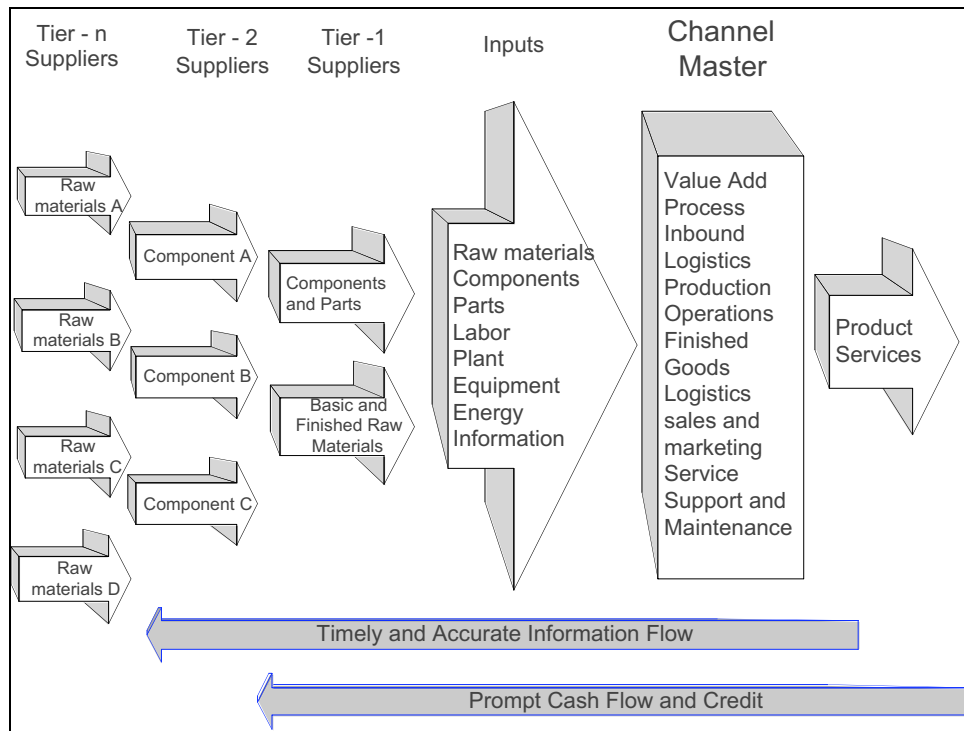 Tier - n
Suppliers
Tier - 2
Suppliers
Tier -1
Suppliers
Inputs
Channel
Master
Raw
materials A
Raw
materials B
Raw
materials C
Raw
materials D
Component A
Component B
Component C
Components
and Parts
Basic and
Finished Raw
Materials
Raw materials
Components
Parts
Labor
Plant
Equipment
Energy
Information
Value Add
Process
Inbound
Logistics
Production
Operations
Finished
Goods
Logistics
sales and
marketing
Service
Support and
Maintenance
Product
Services
Timely and Accurate Information Flow
Prompt Cash Flow and Credit